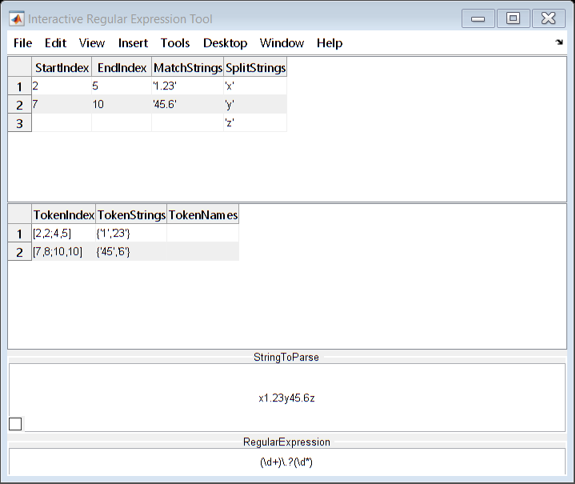 Interactive Regular Expression Tool
File Edit View Insert Tools Desktop Window Help
StartIndex EndIndex MatchStrings SplitStrings
1 2 5 '1.23' 'x'
2 7 10 '45.6' 'y'
3 'z'
TokenIndex TokenStrings TokenNames
1 [2,2;4,5] {'1','23'}
2 [7,8;10,10] {'45','6'}
StringToParse
x1.23y45.6z
RegularExpression
(\d+)\.?(\d*)